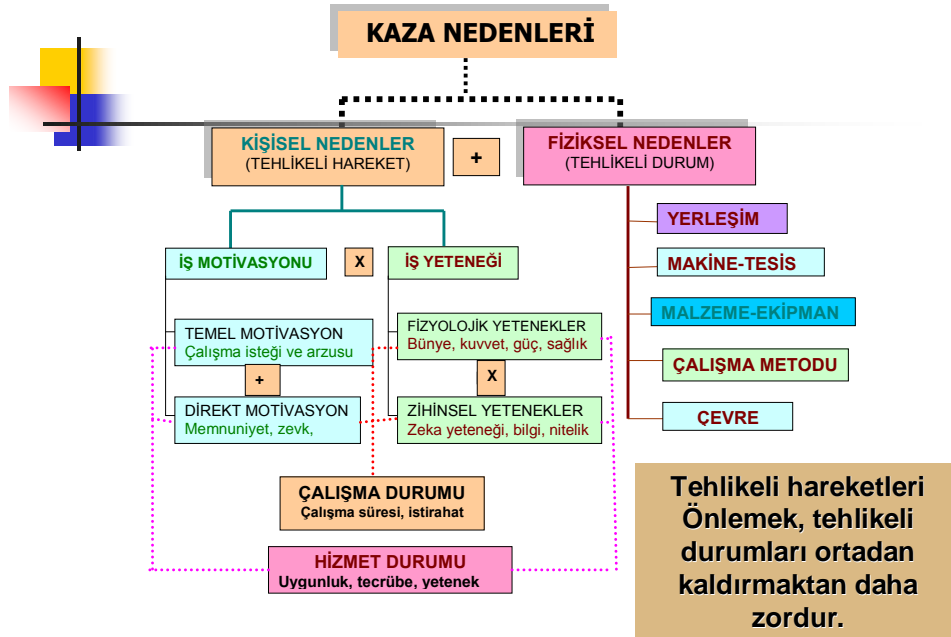 KAZA NEDENLERİ
KİŞİSEL NEDENLER
(TEHLİKELİ HAREKET)
+
FİZİKSEL NEDENLER
(TEHLİKELİ DURUM)
İŞ MOTİVASYONU
X
İŞ YETENEĞİ
TEMEL MOTİVASYON
Çalışma isteği ve arzusu
+
DİREKT MOTİVASYON
Memnuniyet, zevk,
FİZYOLOJİK YETENEKLER
Bünye, kuvvet, güç, sağlık
X
ZİHİNSEL YETENEKLER
Zeka yeteneği, bilgi, nitelik
ÇALIŞMA DURUMU
Çalışma süresi, istirahat
HİZMET DURUMU
Uygunluk, tecrübe, yetenek
YERLEŞİM
MAKİNE-TESİS
MALZEME-EKİPMAN
ÇALIŞMA METODU
ÇEVRE
Tehlikeli hareketleri
Önlemek, tehlikeli
durumları ortadan
kaldırmaktan daha
zordur.